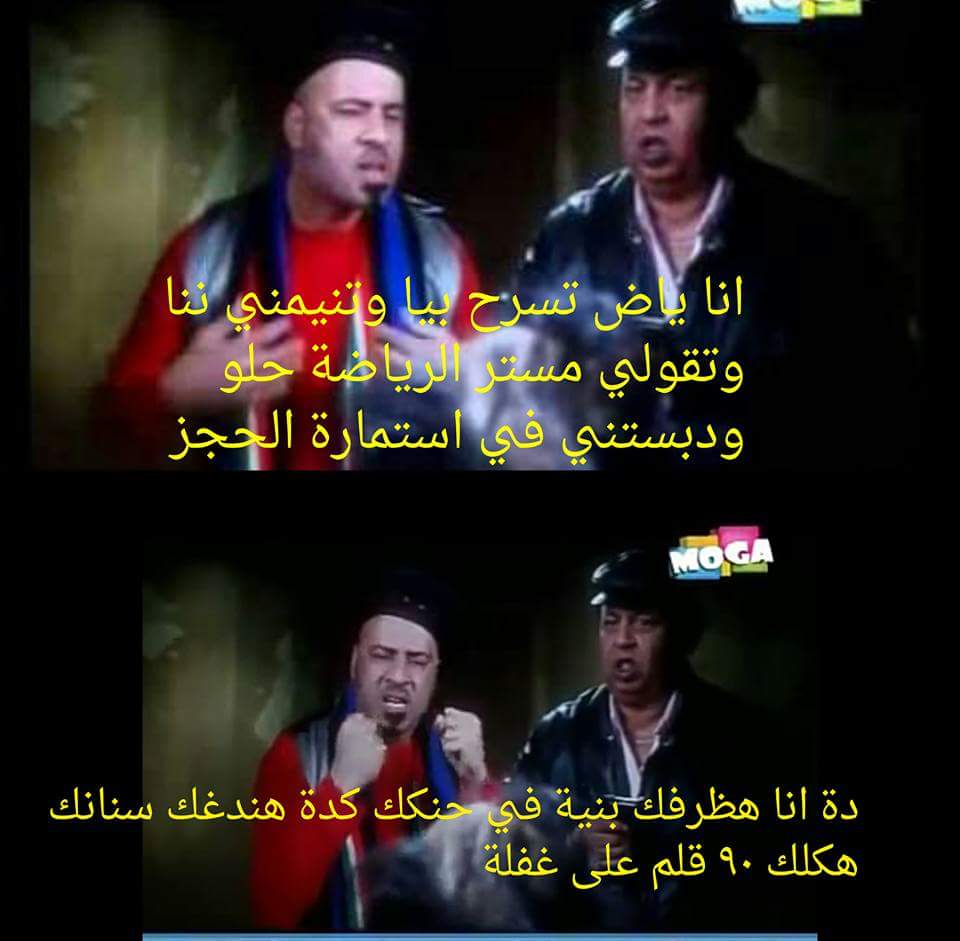 انا ياض تسرح بيا وتنيمني ننا
وتقولي مستر الرياضة حلو
ودبستني في استمارة الحجز
MOGA
دة انا هظرفك بنية في حنكك كدة هندغك سنانك
هكلك ٩٠ قلم على غفلة